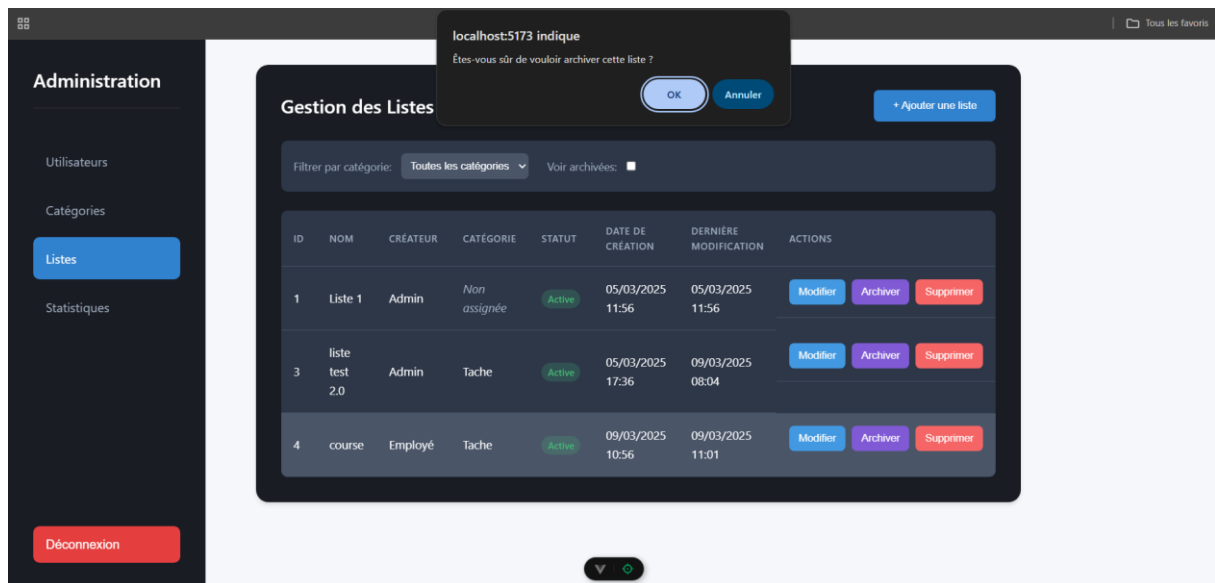 Tous les favoris
localhost:5173 indique
Êtes-vous sûr de vouloir archiver cette liste ?
OK Annuler
Administration
Utilisateurs
Catégories
Listes
Statistiques
Déconnexion
Gestion des Listes
+ Ajouter une liste
Filtrer par catégorie: Toutes les catégories Voir archivées:
ID NOM CRÉATEUR CATÉGORIE STATUT DATE DE CRÉATION DERNIÈRE MODIFICATION ACTIONS
1 Liste 1 Admin Non assignée Active 05/03/2025 11:56 05/03/2025 11:56 Modifier Archiver Supprimer
3 liste test 2.0 Admin Tache Active 05/03/2025 17:36 09/03/2025 08:04 Modifier Archiver Supprimer
4 course Employé Tache Active 09/03/2025 10:56 09/03/2025 11:01 Modifier Archiver Supprimer